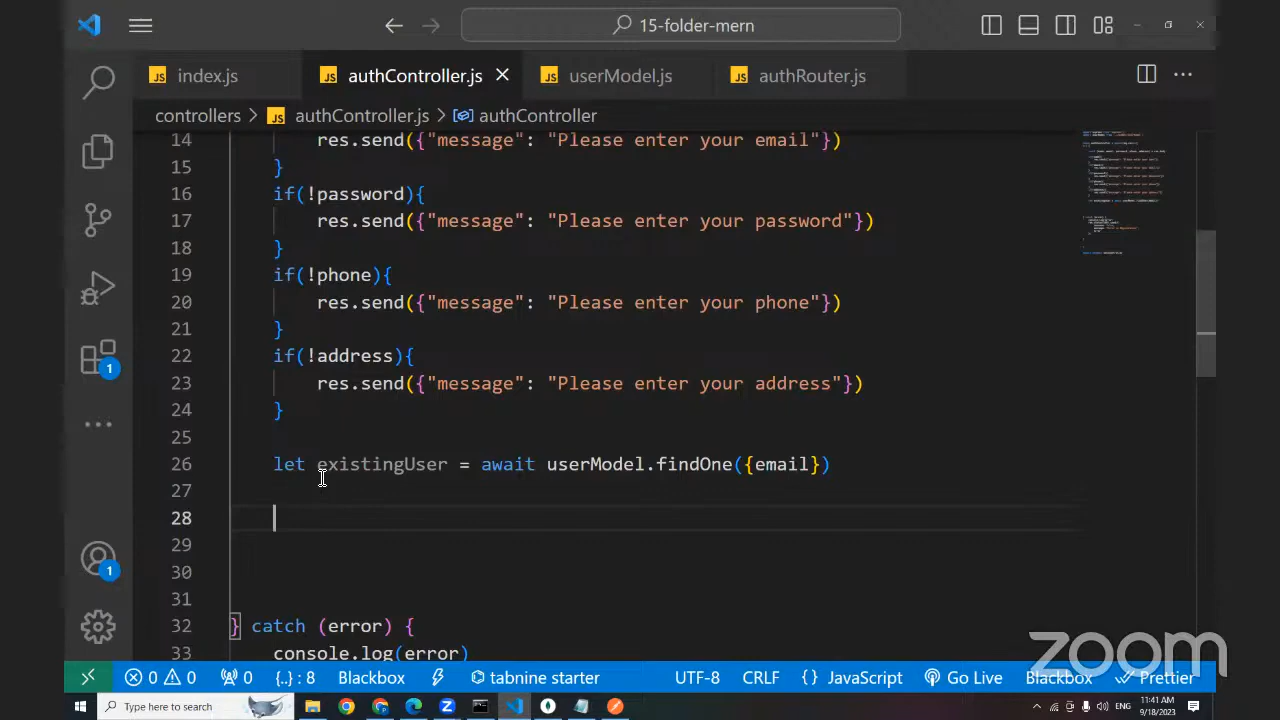 15-folder-mern
index.js
authController.js
userModel.js
authRouter.js
controllers > authController.js > authController
14 res.send({"message": "Please enter your email"})
15 }
16 if(!password){
17 res.send({"message": "Please enter your password"})
18 }
19 if(!phone){
20 res.send({"message": "Please enter your phone"})
21 }
22 if(!address){
23 res.send({"message": "Please enter your address"})
24 }
25
26 let existingUser = await userModel.findOne({email})
27
28
29
30
31
32 } catch (error) {
33 console.log(error)
1
1
zoom
0 0 0 {..} : 8 Blackbox tabnine starter UTF-8 CRLF {} JavaScript Go Live Blackbox Prettier
Type here to search
ENG
11:41 AM
9/18/2023